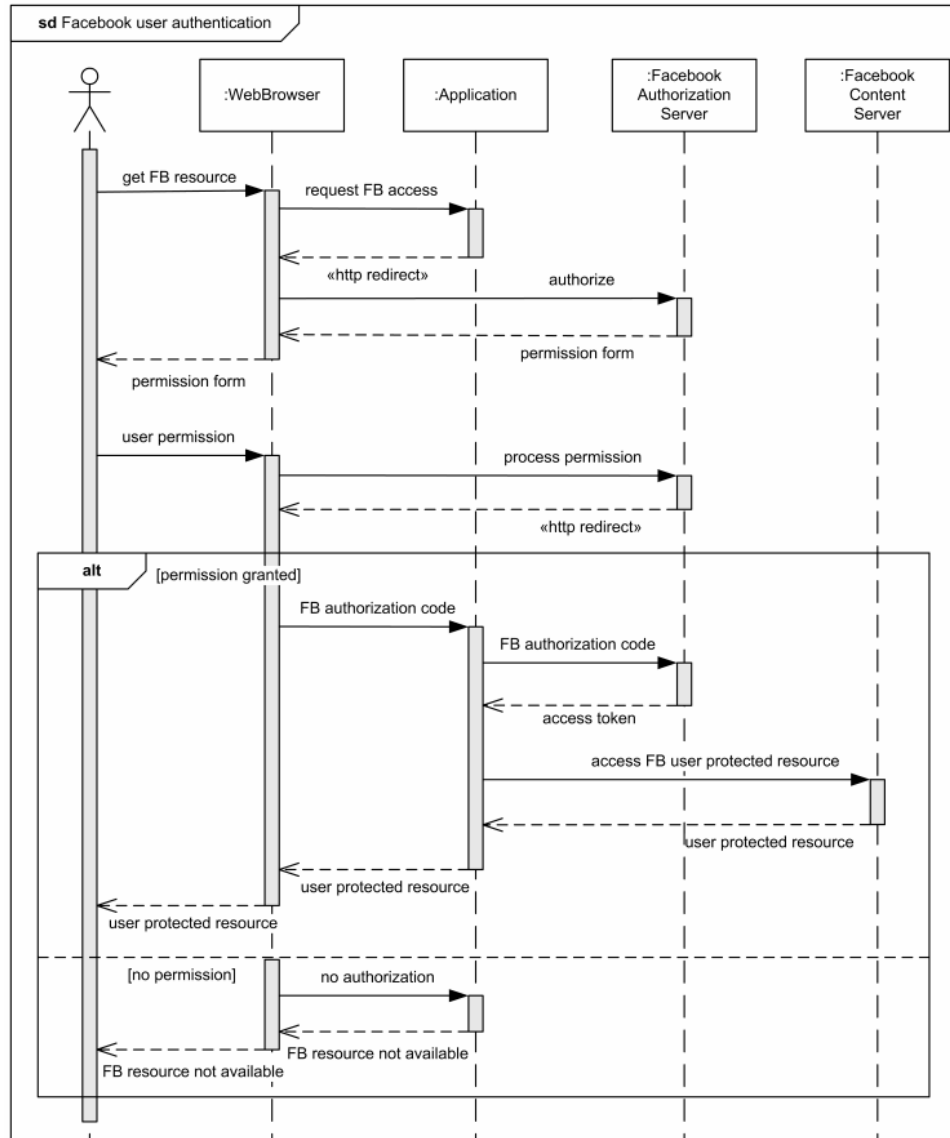 sd Facebook user authentication
:WebBrowser
:Application
:Facebook
Authorization
Server
:Facebook
Content
Server
get FB resource
request FB access
«http redirect»
authorize
permission form
permission form
user permission
process permission
«http redirect»
alt
[permission granted]
FB authorization code
FB authorization code
access token
access FB user protected resource
user protected resource
user protected resource
user protected resource
[no permission]
no authorization
FB resource not available
FB resource not available